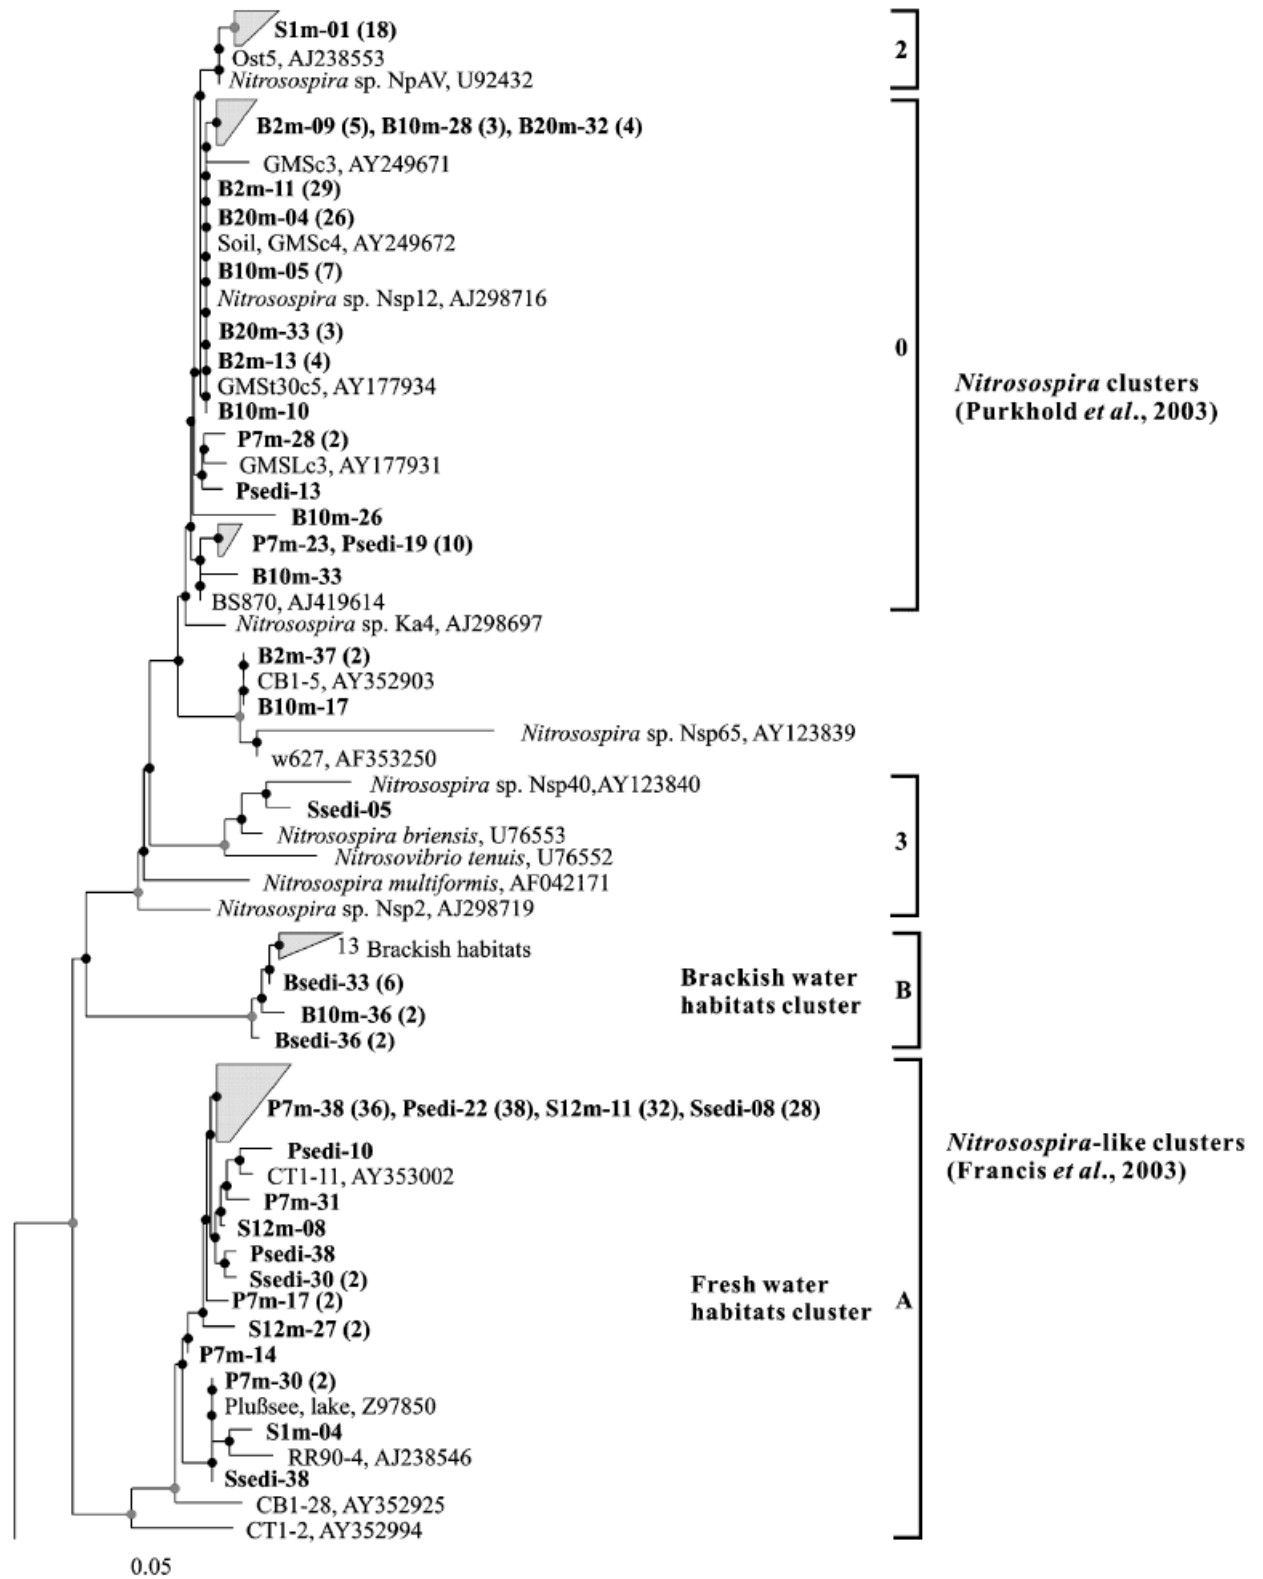 S1m-01 (18)
Ost5, AJ238553
Nitrosospira sp. NpAV, U92432
2
B2m-09 (5), B10m-28 (3), B20m-32 (4)
GMSc3, AY249671
B2m-11 (29)
B20m-04 (26)
Soil, GMSc4, AY249672
B10m-05 (7)
Nitrosospira sp. Nsp12, AJ298716
B20m-33 (3)
B2m-13 (4)
GMSt30c5, AY177934
B10m-10
P7m-28 (2)
GMSLc3, AY177931
Psedi-13
B10m-26
P7m-23, Psedi-19 (10)
B10m-33
BS870, AJ419614
0
Nitrosospira clusters
(Purkhold et al., 2003)
Nitrosospira sp. Ka4, AJ298697
B2m-37 (2)
CB1-5, AY352903
B10m-17
Nitrosospira sp. Nsp65, AY123839
w627, AF353250
Nitrosospira sp. Nsp40,AY123840
Ssedi-05
Nitrosospira briensis, U76553
Nitrosovibrio tenuis, U76552
Nitrosospira multiformis, AF042171
Nitrosospira sp. Nsp2, AJ298719
3
13 Brackish habitats
Bsedi-33 (6)
B10m-36 (2)
Bsedi-36 (2)
Brackish water
habitats cluster
B
P7m-38 (36), Psedi-22 (38), S12m-11 (32), Ssedi-08 (28)
Psedi-10
CT1-11, AY353002
P7m-31
S12m-08
Psedi-38
Ssedi-30 (2)
P7m-17 (2)
S12m-27 (2)
P7m-14
P7m-30 (2)
Plußsee, lake, Z97850
S1m-04
RR90-4, AJ238546
Ssedi-38
CB1-28, AY352925
CT1-2, AY352994
Fresh water
habitats cluster
A
Nitrosospira-like clusters
(Francis et al., 2003)
0.05